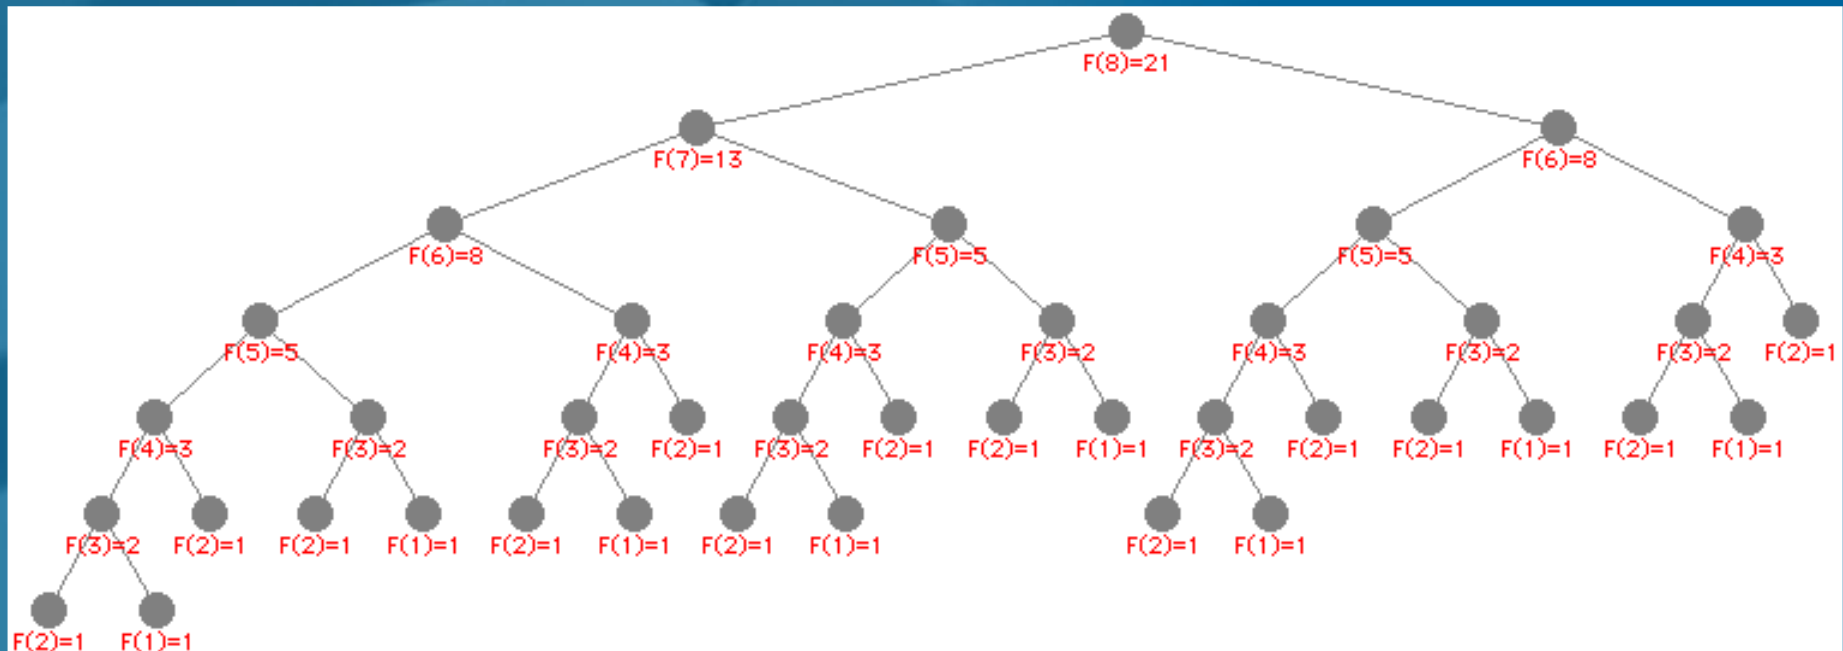 F(8)=21
F(7)=13 F(6)=8
F(6)=8 F(5)=5 F(5)=5 F(4)=3
F(5)=5 F(4)=3 F(4)=3 F(3)=2 F(4)=3 F(3)=2 F(3)=2 F(2)=1
F(4)=3 F(3)=2 F(3)=2 F(2)=1 F(3)=2 F(2)=1 F(2)=1 F(1)=1 F(3)=2 F(2)=1 F(2)=1 F(1)=1 F(2)=1 F(1)=1
F(3)=2 F(2)=1 F(2)=1 F(1)=1 F(2)=1 F(1)=1 F(2)=1 F(1)=1 F(2)=1 F(1)=1
F(2)=1 F(1)=1